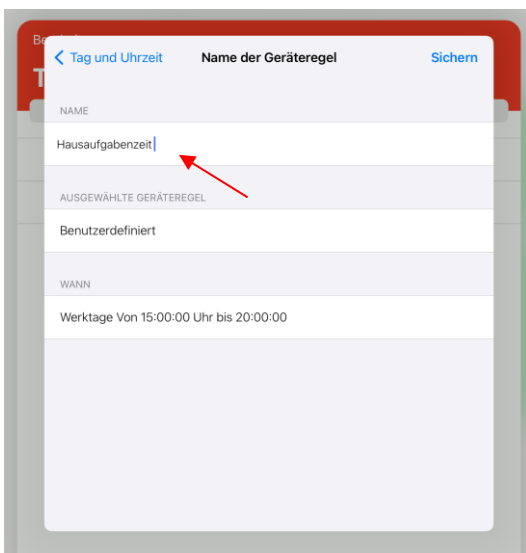 Be
T
Tag und Uhrzeit Name der Geräteregel Sichern
NAME
Hausaufgabenzeit
AUSGEWÄHLTE GERÄTEREGEL
Benutzerdefiniert
WANN
Werktage Von 15:00:00 Uhr bis 20:00:00